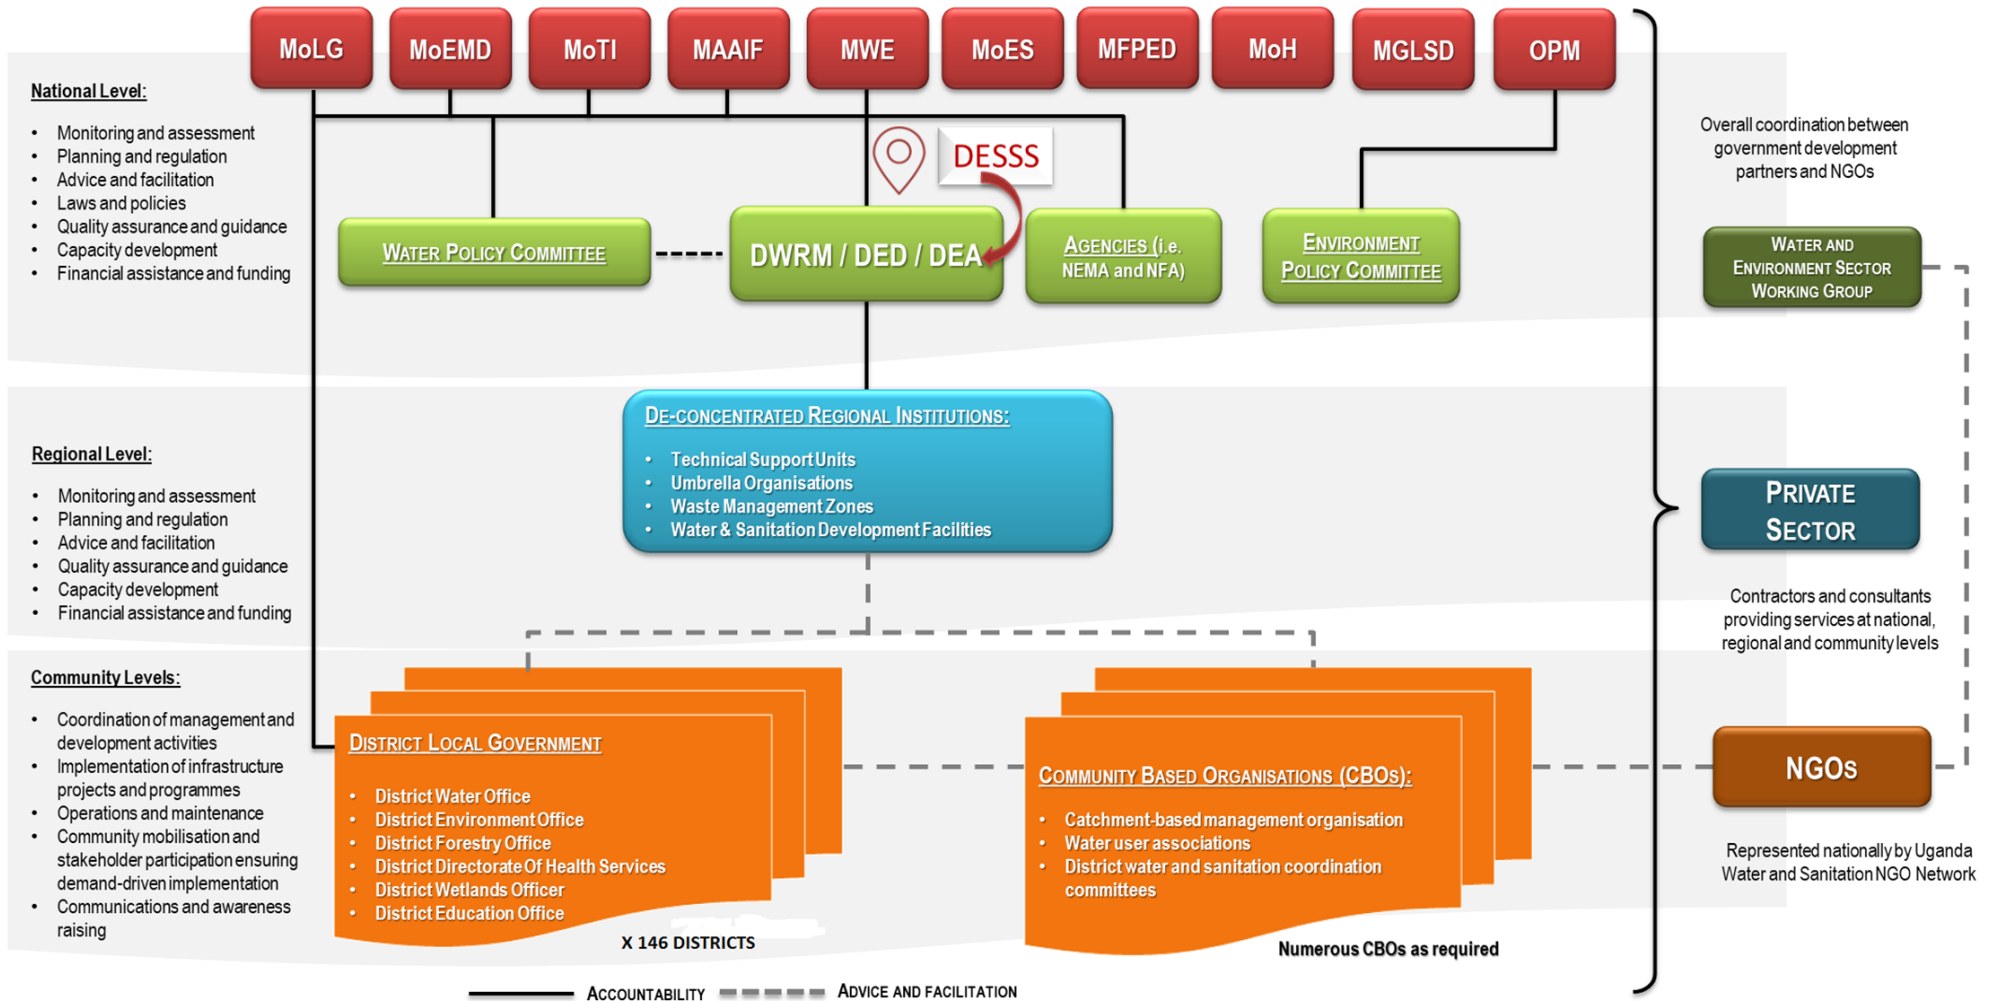 MoLG
MoEMD
MoTI
MAAIF
MWE
MoES
MFPED
MoH
MGLSD
OPM
National Level:
• Monitoring and assessment
• Planning and regulation
• Advice and facilitation
• Laws and policies
• Quality assurance and guidance
• Capacity development
• Financial assistance and funding
DESSS
WATER POLICY COMMITTEE
DWRM / DED / DEA
AGENCIES (i.e.
NEMA and NFA)
ENVIRONMENT
POLICY COMMITTEE
Overall coordination between
government development
partners and NGOs
WATER AND
ENVIRONMENT SECTOR
WORKING GROUP
Regional Level:
• Monitoring and assessment
• Planning and regulation
• Advice and facilitation
• Quality assurance and guidance
• Capacity development
• Financial assistance and funding
DE-CONCENTRATED REGIONAL INSTITUTIONS:
• Technical Support Units
• Umbrella Organisations
• Waste Management Zones
• Water & Sanitation Development Facilities
PRIVATE
SECTOR
Contractors and consultants
providing services at national,
regional and community levels
Community Levels:
• Coordination of management and
development activities
• Implementation of infrastructure
projects and programmes
• Operations and maintenance
• Community mobilisation and
stakeholder participation ensuring
demand-driven implementation
• Communications and awareness
raising
DISTRICT LOCAL GOVERNMENT
• District Water Office
• District Environment Office
• District Forestry Office
• District Directorate Of Health Services
• District Wetlands Officer
• District Education Office
X 146 DISTRICTS
COMMUNITY BASED ORGANISATIONS (CBOS):
• Catchment-based management organisation
• Water user associations
• District water and sanitation coordination
committees
Numerous CBOs as required
NGOS
Represented nationally by Uganda
Water and Sanitation NGO Network
ACCOUNTABILITY
ADVICE AND FACILITATION